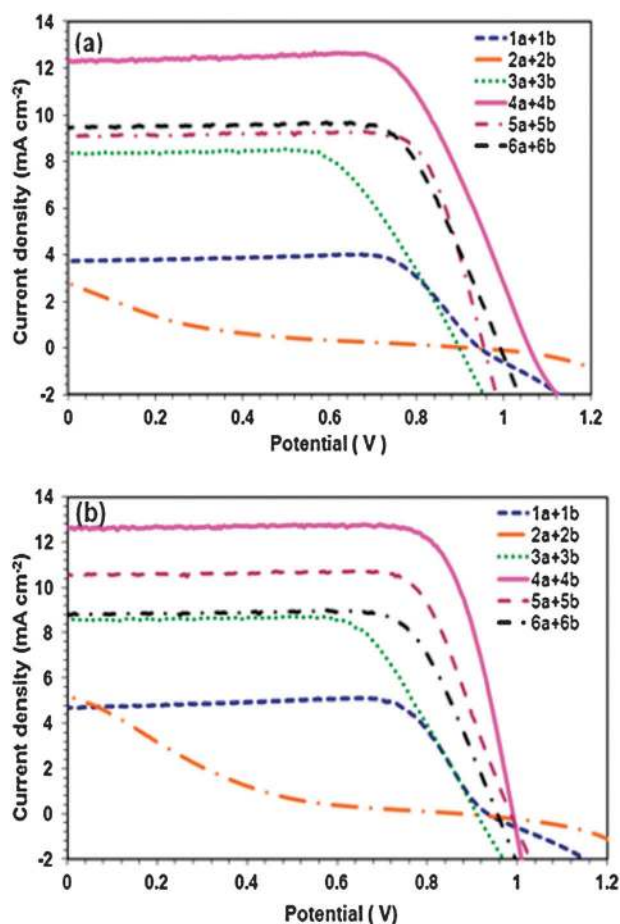 (a)
14
12
10
8
6
4
2
0
-2
Current density (mA cm-2)
1a+1b
2a+2b
3a+3b
4a+4b
5a+5b
6a+6b
0 0.2 0.4 0.6 0.8 1 1.2
Potential ( V )
(b)
14
12
10
8
6
4
2
0
-2
Current density (mA cm-2)
1a+1b
2a+2b
3a+3b
4a+4b
5a+5b
6a+6b
0 0.2 0.4 0.6 0.8 1 1.2
Potential ( V)